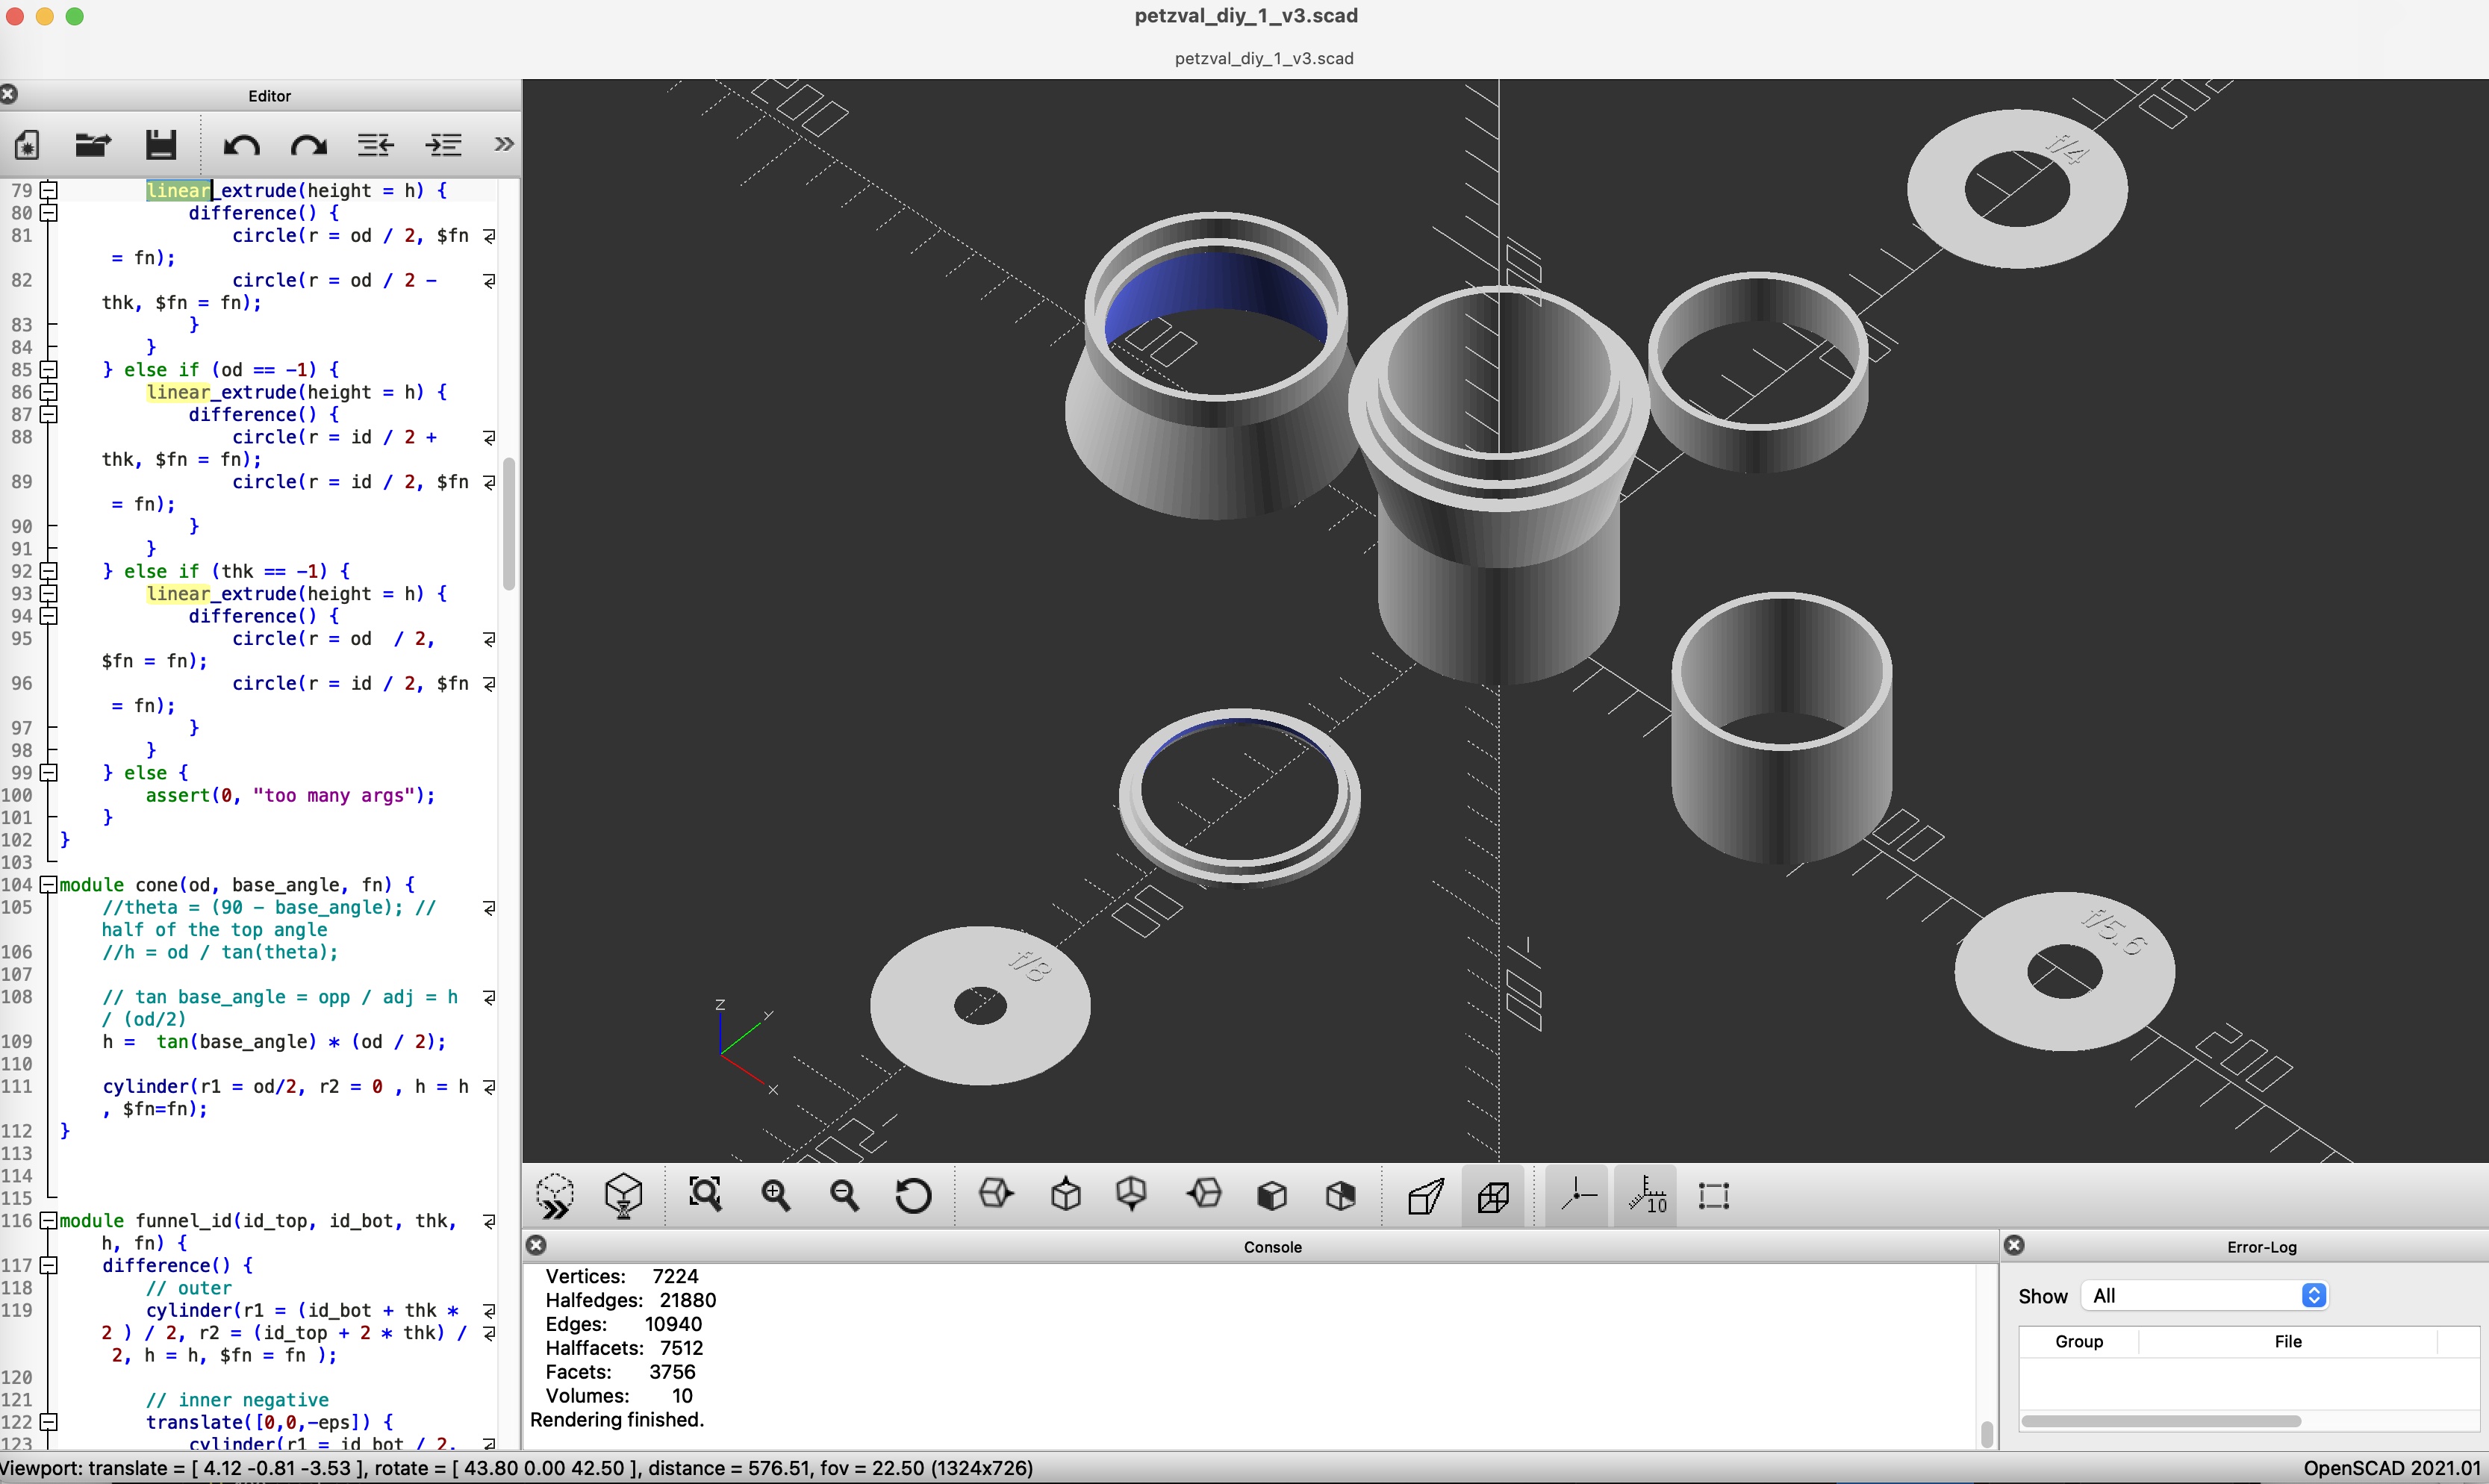 petzval_diy_1_v3.scad
petzval_diy_1_v3.scad
Editor
79 linear_extrude(height = h) {
80 difference() {
81 circle(r = od / 2, $fn
= fn);
82 circle(r = od / 2 -
thk, $fn = fn);
83 }
84 }
85 } else if (od == -1) {
86 linear_extrude(height = h) {
87 difference() {
88 circle(r = id / 2 +
thk, $fn = fn);
89 circle(r = id / 2, $fn
= fn);
90 }
91 }
92 } else if (thk == -1) {
93 linear_extrude(height = h) {
94 difference() {
95 circle(r = od  / 2,
$fn = fn);
96 circle(r = id / 2, $fn
= fn);
97 }
98 }
99 } else {
100 assert(0, "too many args");
101 }
102 }
103
104 module cone(od, base_angle, fn) {
105 //theta = (90 - base_angle); //
half of the top angle
106 //h = od / tan(theta);
107
108 // tan base_angle = opp / adj = h
/ (od/2)
109 h =  tan(base_angle) * (od / 2);
110
111 cylinder(r1 = od/2, r2 = 0 , h = h
, $fn=fn);
112 }
113
114
115
116 module funnel_id(id_top, id_bot, thk,
h, fn) {
117 difference() {
118 // outer
119 cylinder(r1 = (id_bot + thk *
2 ) / 2, r2 = (id_top + 2 * thk) /
2, h = h, $fn = fn );
120
121 // inner negative
122 translate([0,0,-eps]) {
123 cylinder(r1 = id_bot / 2,
f/4
f/5.6
f/8
200
Z
Y
X
10
Console
Vertices: 7224
Halfedges: 21880
Edges: 10940
Halffacets: 7512
Facets: 3756
Volumes: 10
Rendering finished.
Error-Log
Show All
Group File
Viewport: translate = [ 4.12 -0.81 -3.53 ], rotate = [ 43.80 0.00 42.50 ], distance = 576.51, fov = 22.50 (1324x726)
OpenSCAD 2021.01